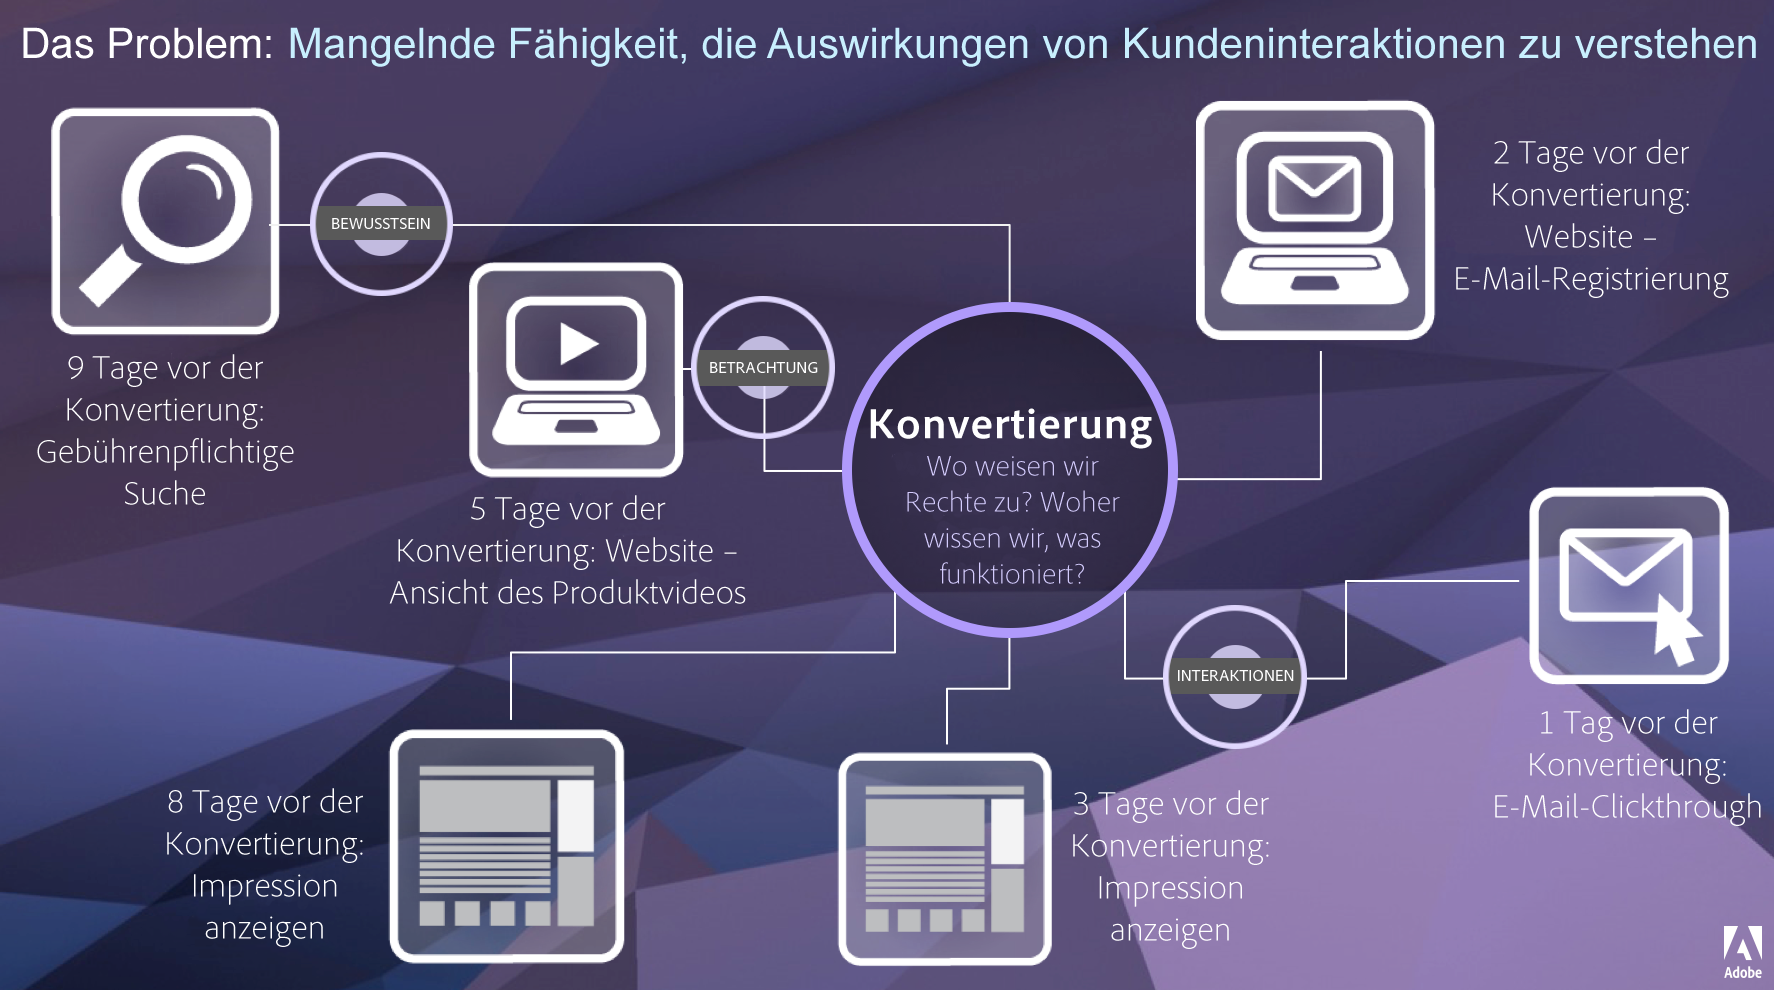 Das Problem: Mangelnde Fähigkeit, die Auswirkungen von Kundeninteraktionen zu verstehen
BEWUSSTSEIN
9 Tage vor der
Konvertierung:
Gebührenpflichtige
Suche
BETRACHTUNG
5 Tage vor der
Konvertierung: Website –
Ansicht des Produktvideos
Konvertierung
Wo weisen wir
Rechte zu? Woher
wissen wir, was
funktioniert?
2 Tage vor der
Konvertierung:
Website –
E-Mail-Registrierung
INTERAKTIONEN
1 Tag vor der
Konvertierung:
E-Mail-Clickthrough
8 Tage vor der
Konvertierung:
Impression
anzeigen
3 Tage vor der
Konvertierung:
Impression
anzeigen
Adobe